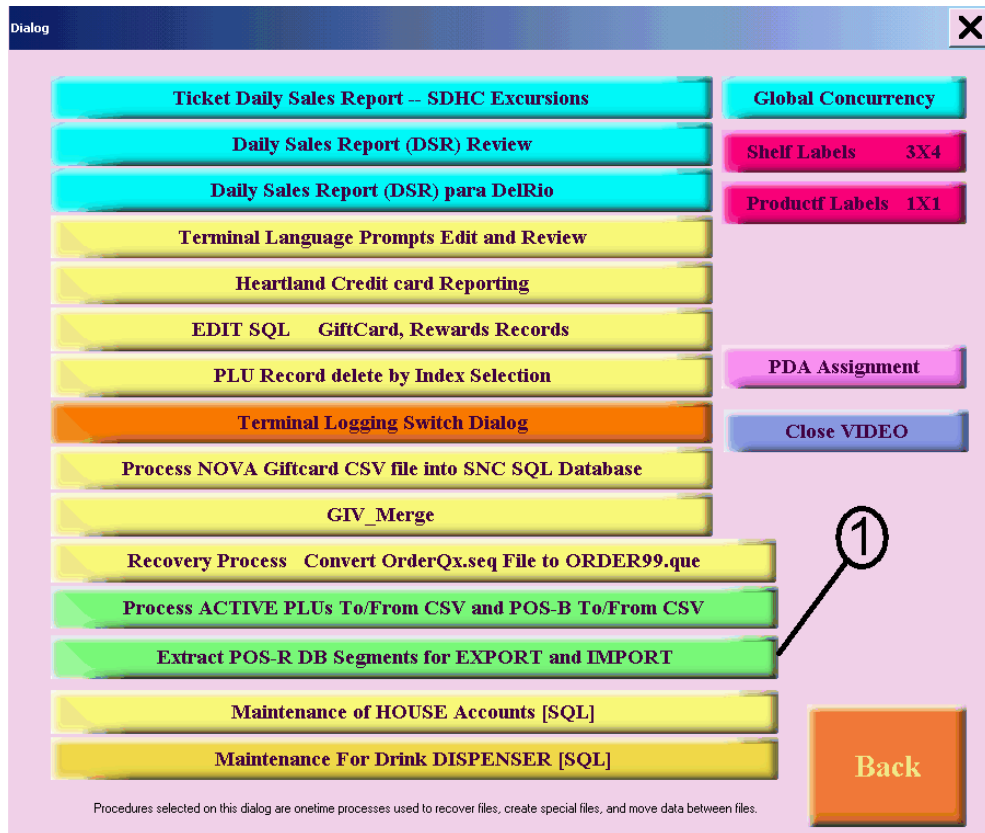 Dialog
X
Ticket Daily Sales Report -- SDHC Excursions
Global Concurrency
Daily Sales Report (DSR) Review
Shelf Labels 3X4
Daily Sales Report (DSR) para DelRio
Productf Labels 1X1
Terminal Language Prompts Edit and Review
Heartland Credit card Reporting
EDIT SQL GiftCard, Rewards Records
PLU Record delete by Index Selection
PDA Assignment
Terminal Logging Switch Dialog
Close VIDEO
Process NOVA Giftcard CSV file into SNC SQL Database
GIV_Merge
1
Recovery Process Convert OrderQx.seq File to ORDER99.que
Process ACTIVE PLUs To/From CSV and POS-B To/From CSV
Extract POS-R DB Segments for EXPORT and IMPORT
Maintenance of HOUSE Accounts [SQL]
Maintenance For Drink DISPENSER [SQL]
Back
Procedures selected on this dialog are onetime processes used to recover files, create special files, and move data between files.